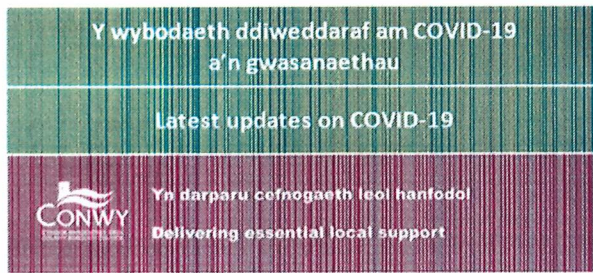 Y wybodaeth ddiweddaraf am COVID-19
a'n gwasanaethau
Latest updates on COVID-19
CONWY
Yn darparu cefnogaeth leol hanfodol
Delivering essential local support